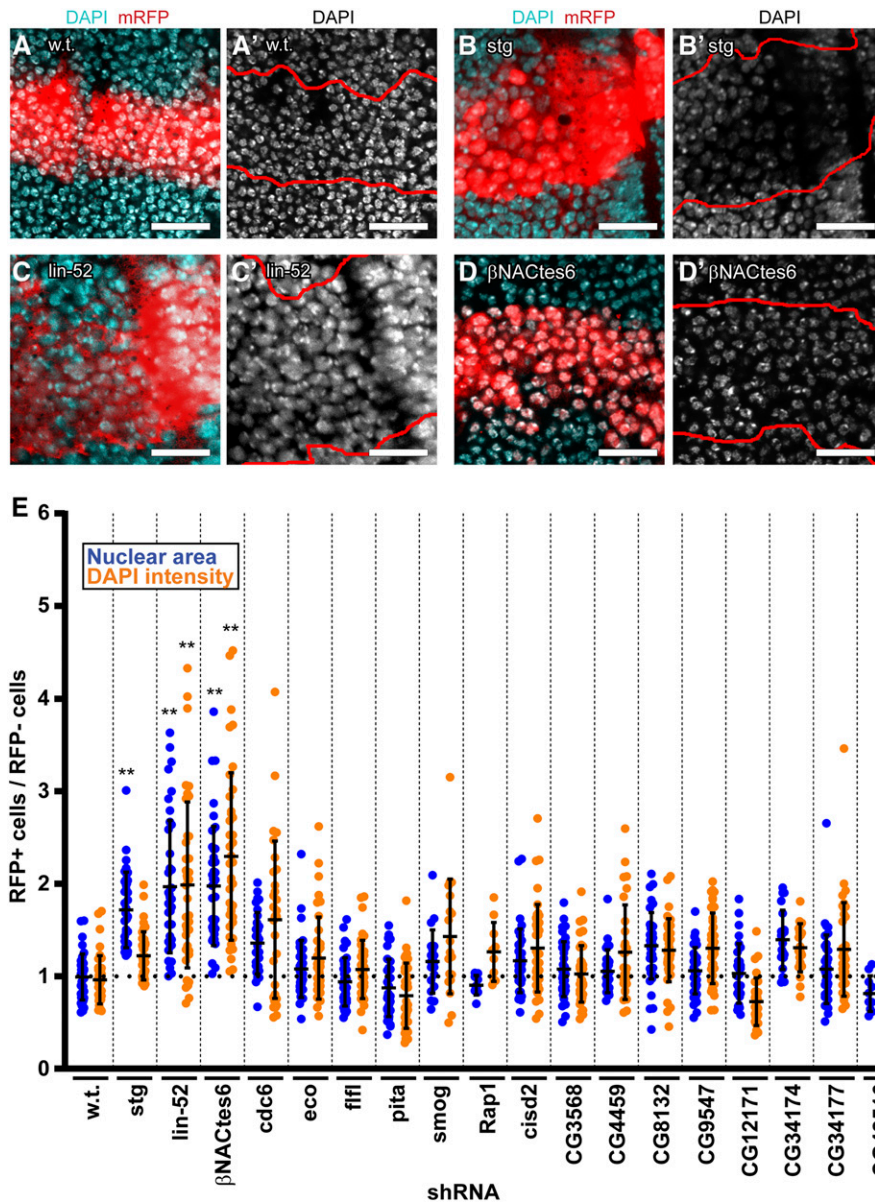 DAPI mRFP
DAPI
DAPI mRFP
DAPI
A w.t.
A' w.t.
B stg
B' stg
C lin-52
C' lin-52
D βNACtes6
D' βNACtes6
E
Nuclear area
DAPI intensity
RFP+ cells / RFP- cells
6
5
4
3
2
1
0
**
**
**
**
**
w.t.
stg
lin-52
βNACtes6
cdc6
eco
flfl
pita
smog
Rap1
cisd2
CG3568
CG4459
CG8132
CG9547
CG12171
CG34174
CG34177
shRNA